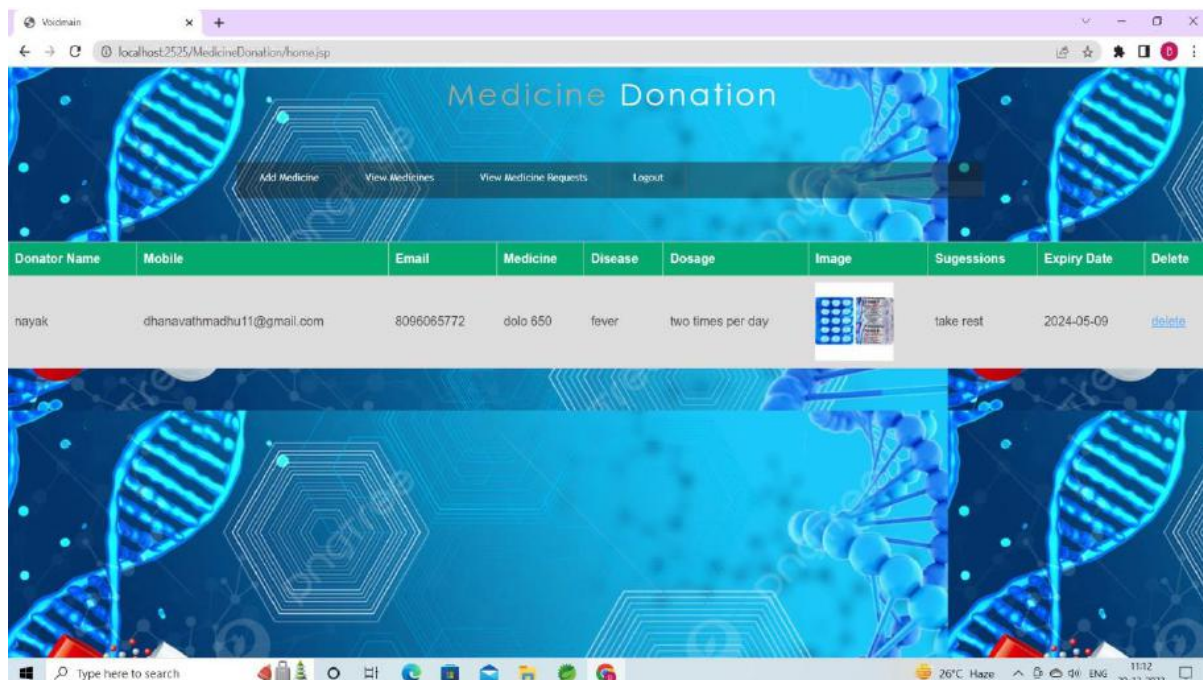 Voidmain
localhost:2525/MedicineDonation/home.jsp
Medicine Donation
Add Medicine View Medicines View Medicine Requests Logout
Donator Name Mobile Email Medicine Disease Dosage Image Sugessions Expiry Date Delete
nayak dhanavathmadhu11@gmail.com 8096065772 dolo 650 fever two times per day take rest 2024-05-09 delete
pngtree
Type here to search 26°C Haze ENG 11:12